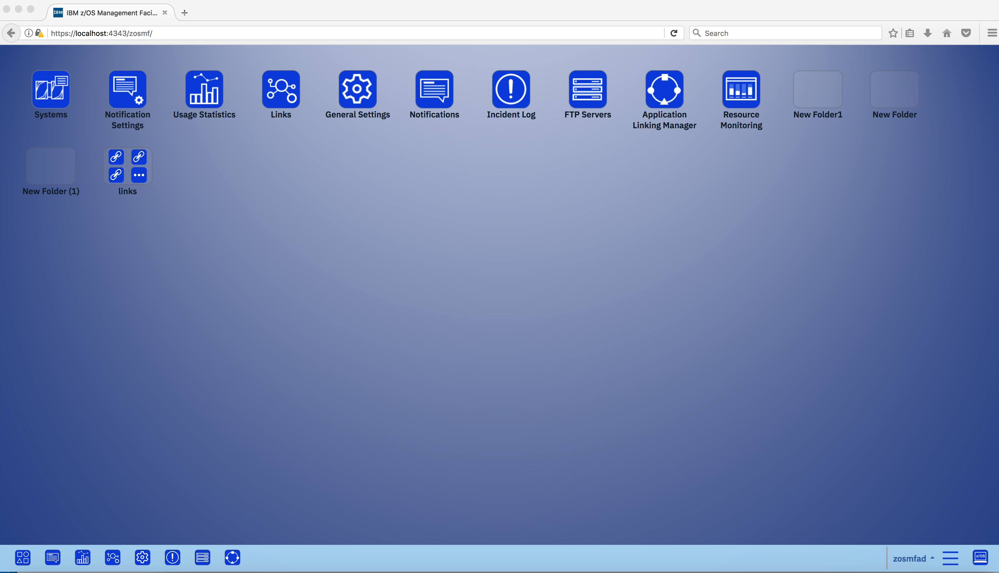 IBM IBM z/OS Management Faci...
https://localhost:4343/zosmf/
Search
Systems
Notification
Settings
Usage Statistics
Links
General Settings
Notifications
Incident Log
FTP Servers
Application
Linking Manager
Resource
Monitoring
New Folder1
New Folder
New Folder (1)
links
zosmfad
z/OS